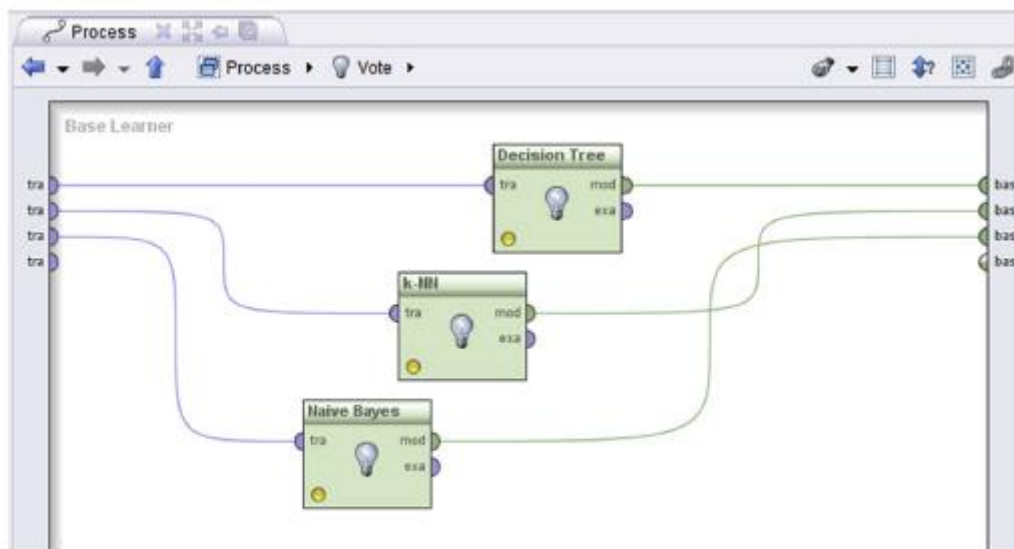 Process
Process Vote
Base Learner
Decision Tree
tra tra mod bas
tra exa bas
tra bas
tra bas
k-NN
tra mod
exa
Naive Bayes
tra mod
exa